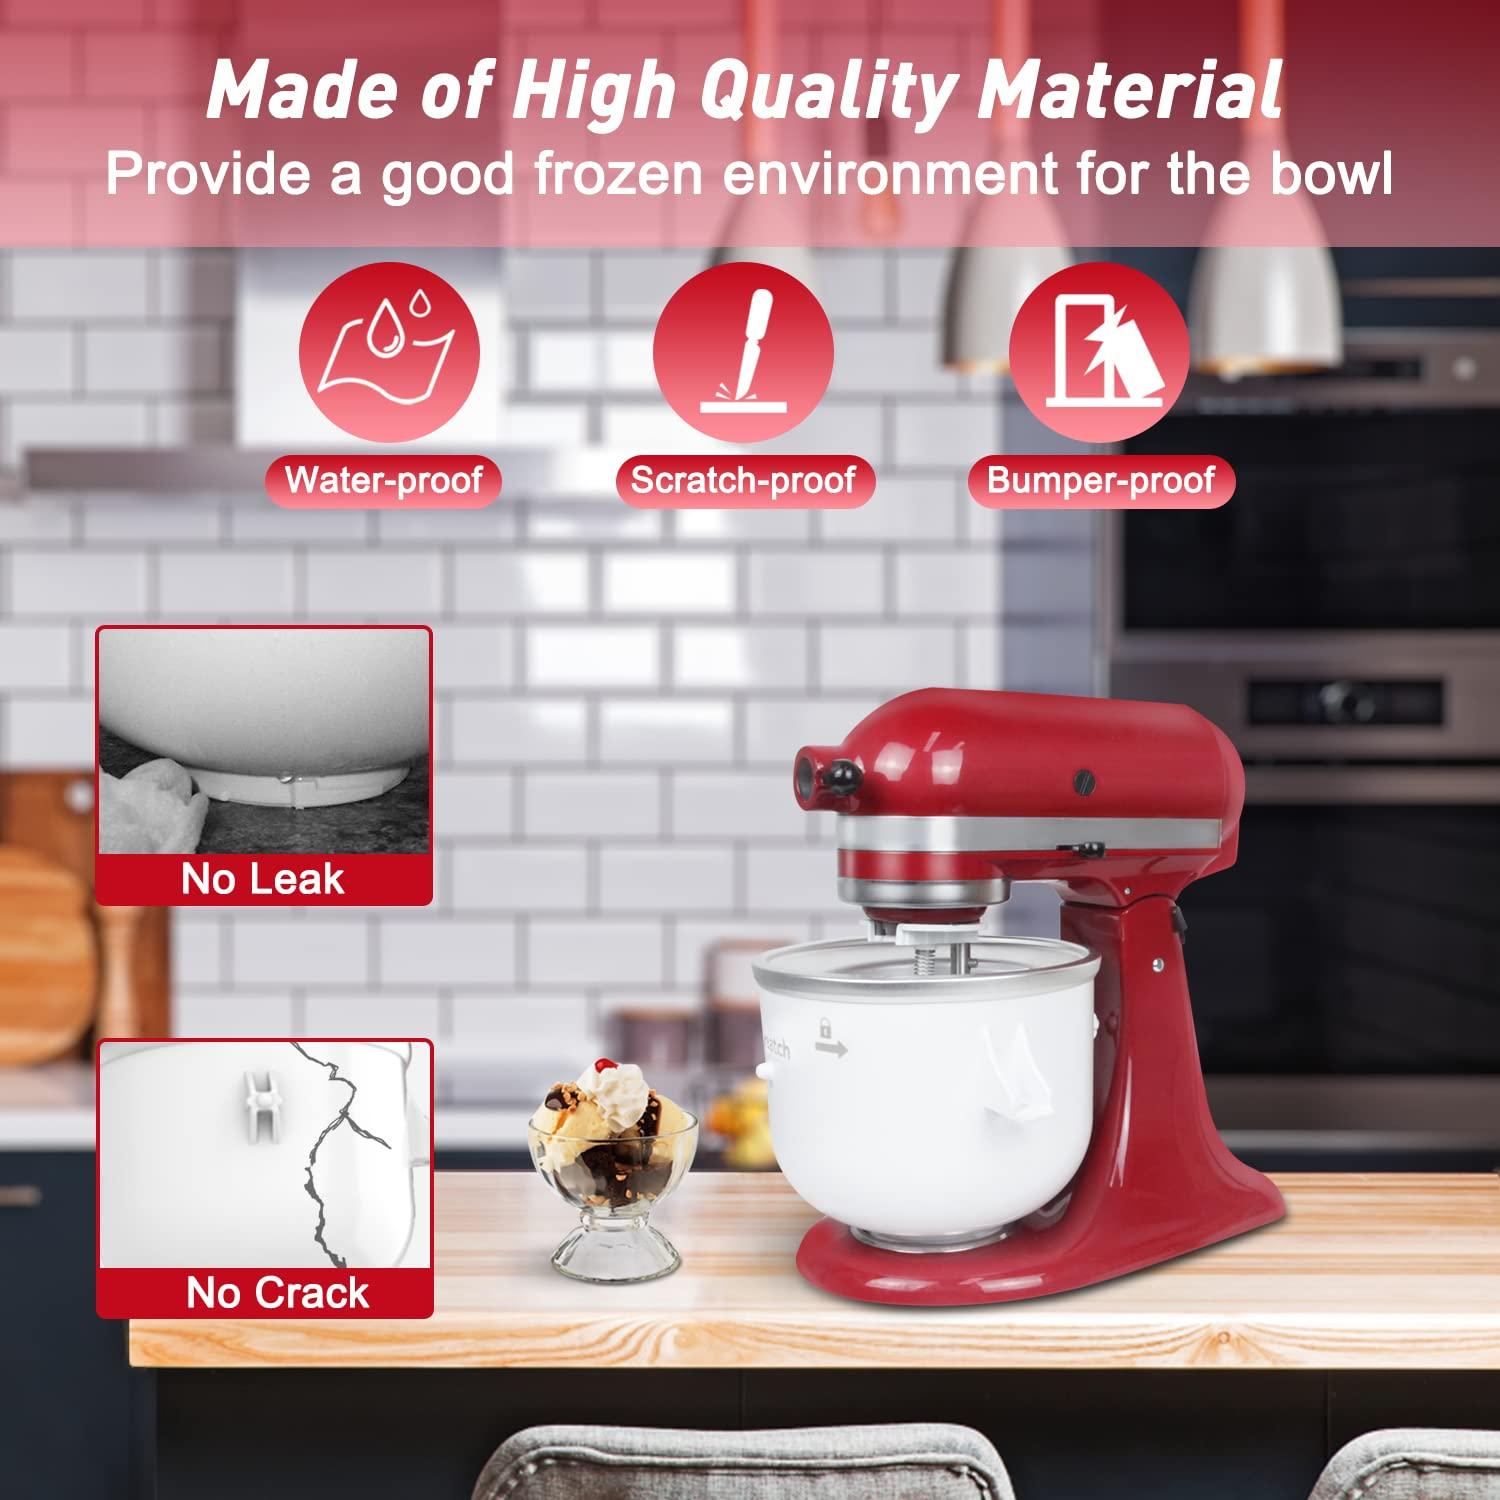 Made of High Quality Material
Provide a good frozen environment for the bowl
Water-proof
Scratch-proof
Bumper-proof
No Leak
No Crack